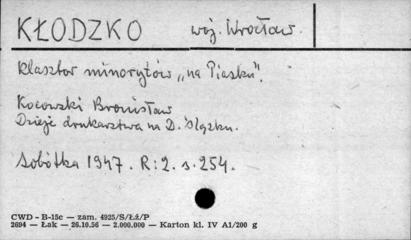 KŁODZKO woj. Wrocław.
Klasztor minorytów „na Piasku".
Kocowski Bronisław
Dzieje drukarstwa na D. Śląsku.
Sobótka 1947. R:2. s. 254.
CWD - B-15c — zam. 4925/S/Łż/P
2694 — Łak — 26.10.56 — 2.000.000 — Karton kl. IV A1/200 g